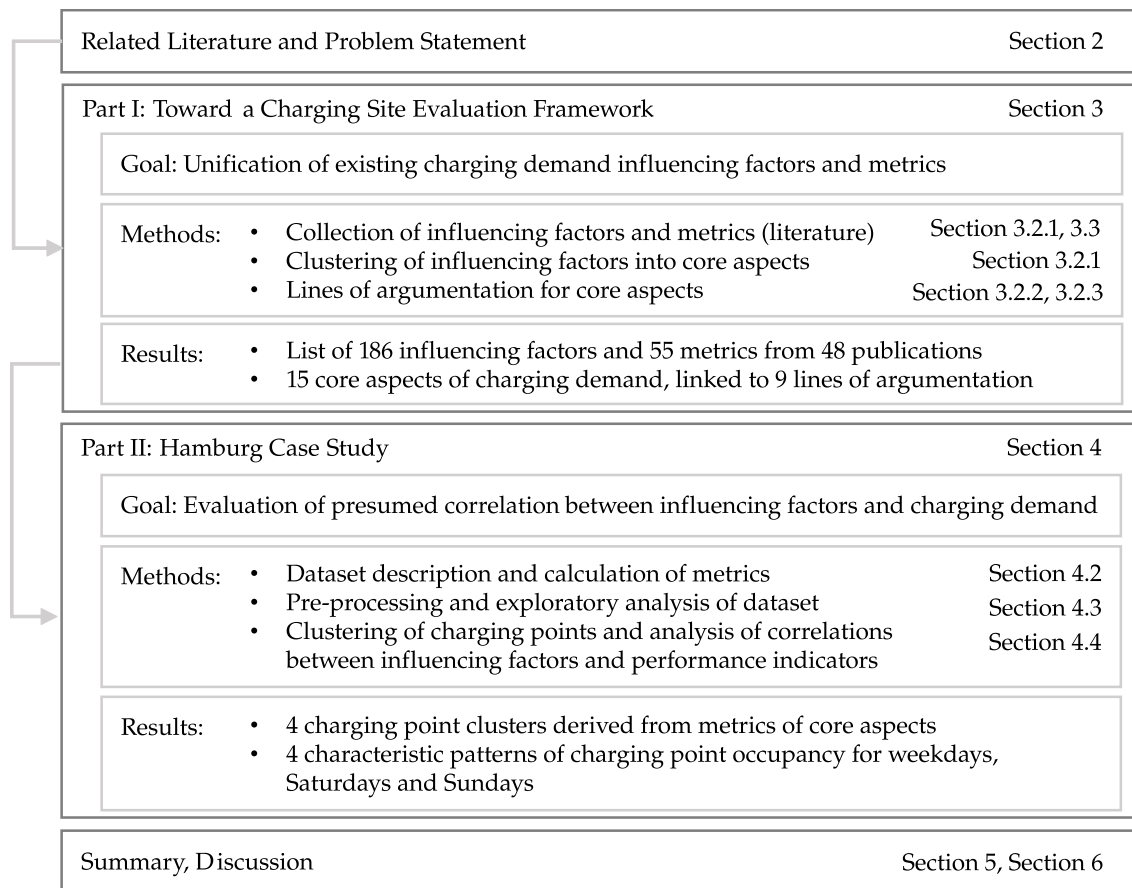 Related Literature and Problem Statement Section 2
Part I: Toward a Charging Site Evaluation Framework Section 3
Goal: Unification of existing charging demand influencing factors and metrics
Methods: • Collection of influencing factors and metrics (literature) Section 3.2.1, 3.3
• Clustering of influencing factors into core aspects Section 3.2.1
• Lines of argumentation for core aspects Section 3.2.2, 3.2.3
Results: • List of 186 influencing factors and 55 metrics from 48 publications
• 15 core aspects of charging demand, linked to 9 lines of argumentation
Part II: Hamburg Case Study Section 4
Goal: Evaluation of presumed correlation between influencing factors and charging demand
Methods: • Dataset description and calculation of metrics Section 4.2
• Pre-processing and exploratory analysis of dataset Section 4.3
• Clustering of charging points and analysis of correlations Section 4.4
between influencing factors and performance indicators
Results: • 4 charging point clusters derived from metrics of core aspects
• 4 characteristic patterns of charging point occupancy for weekdays,
Saturdays and Sundays
Summary, Discussion Section 5, Section 6